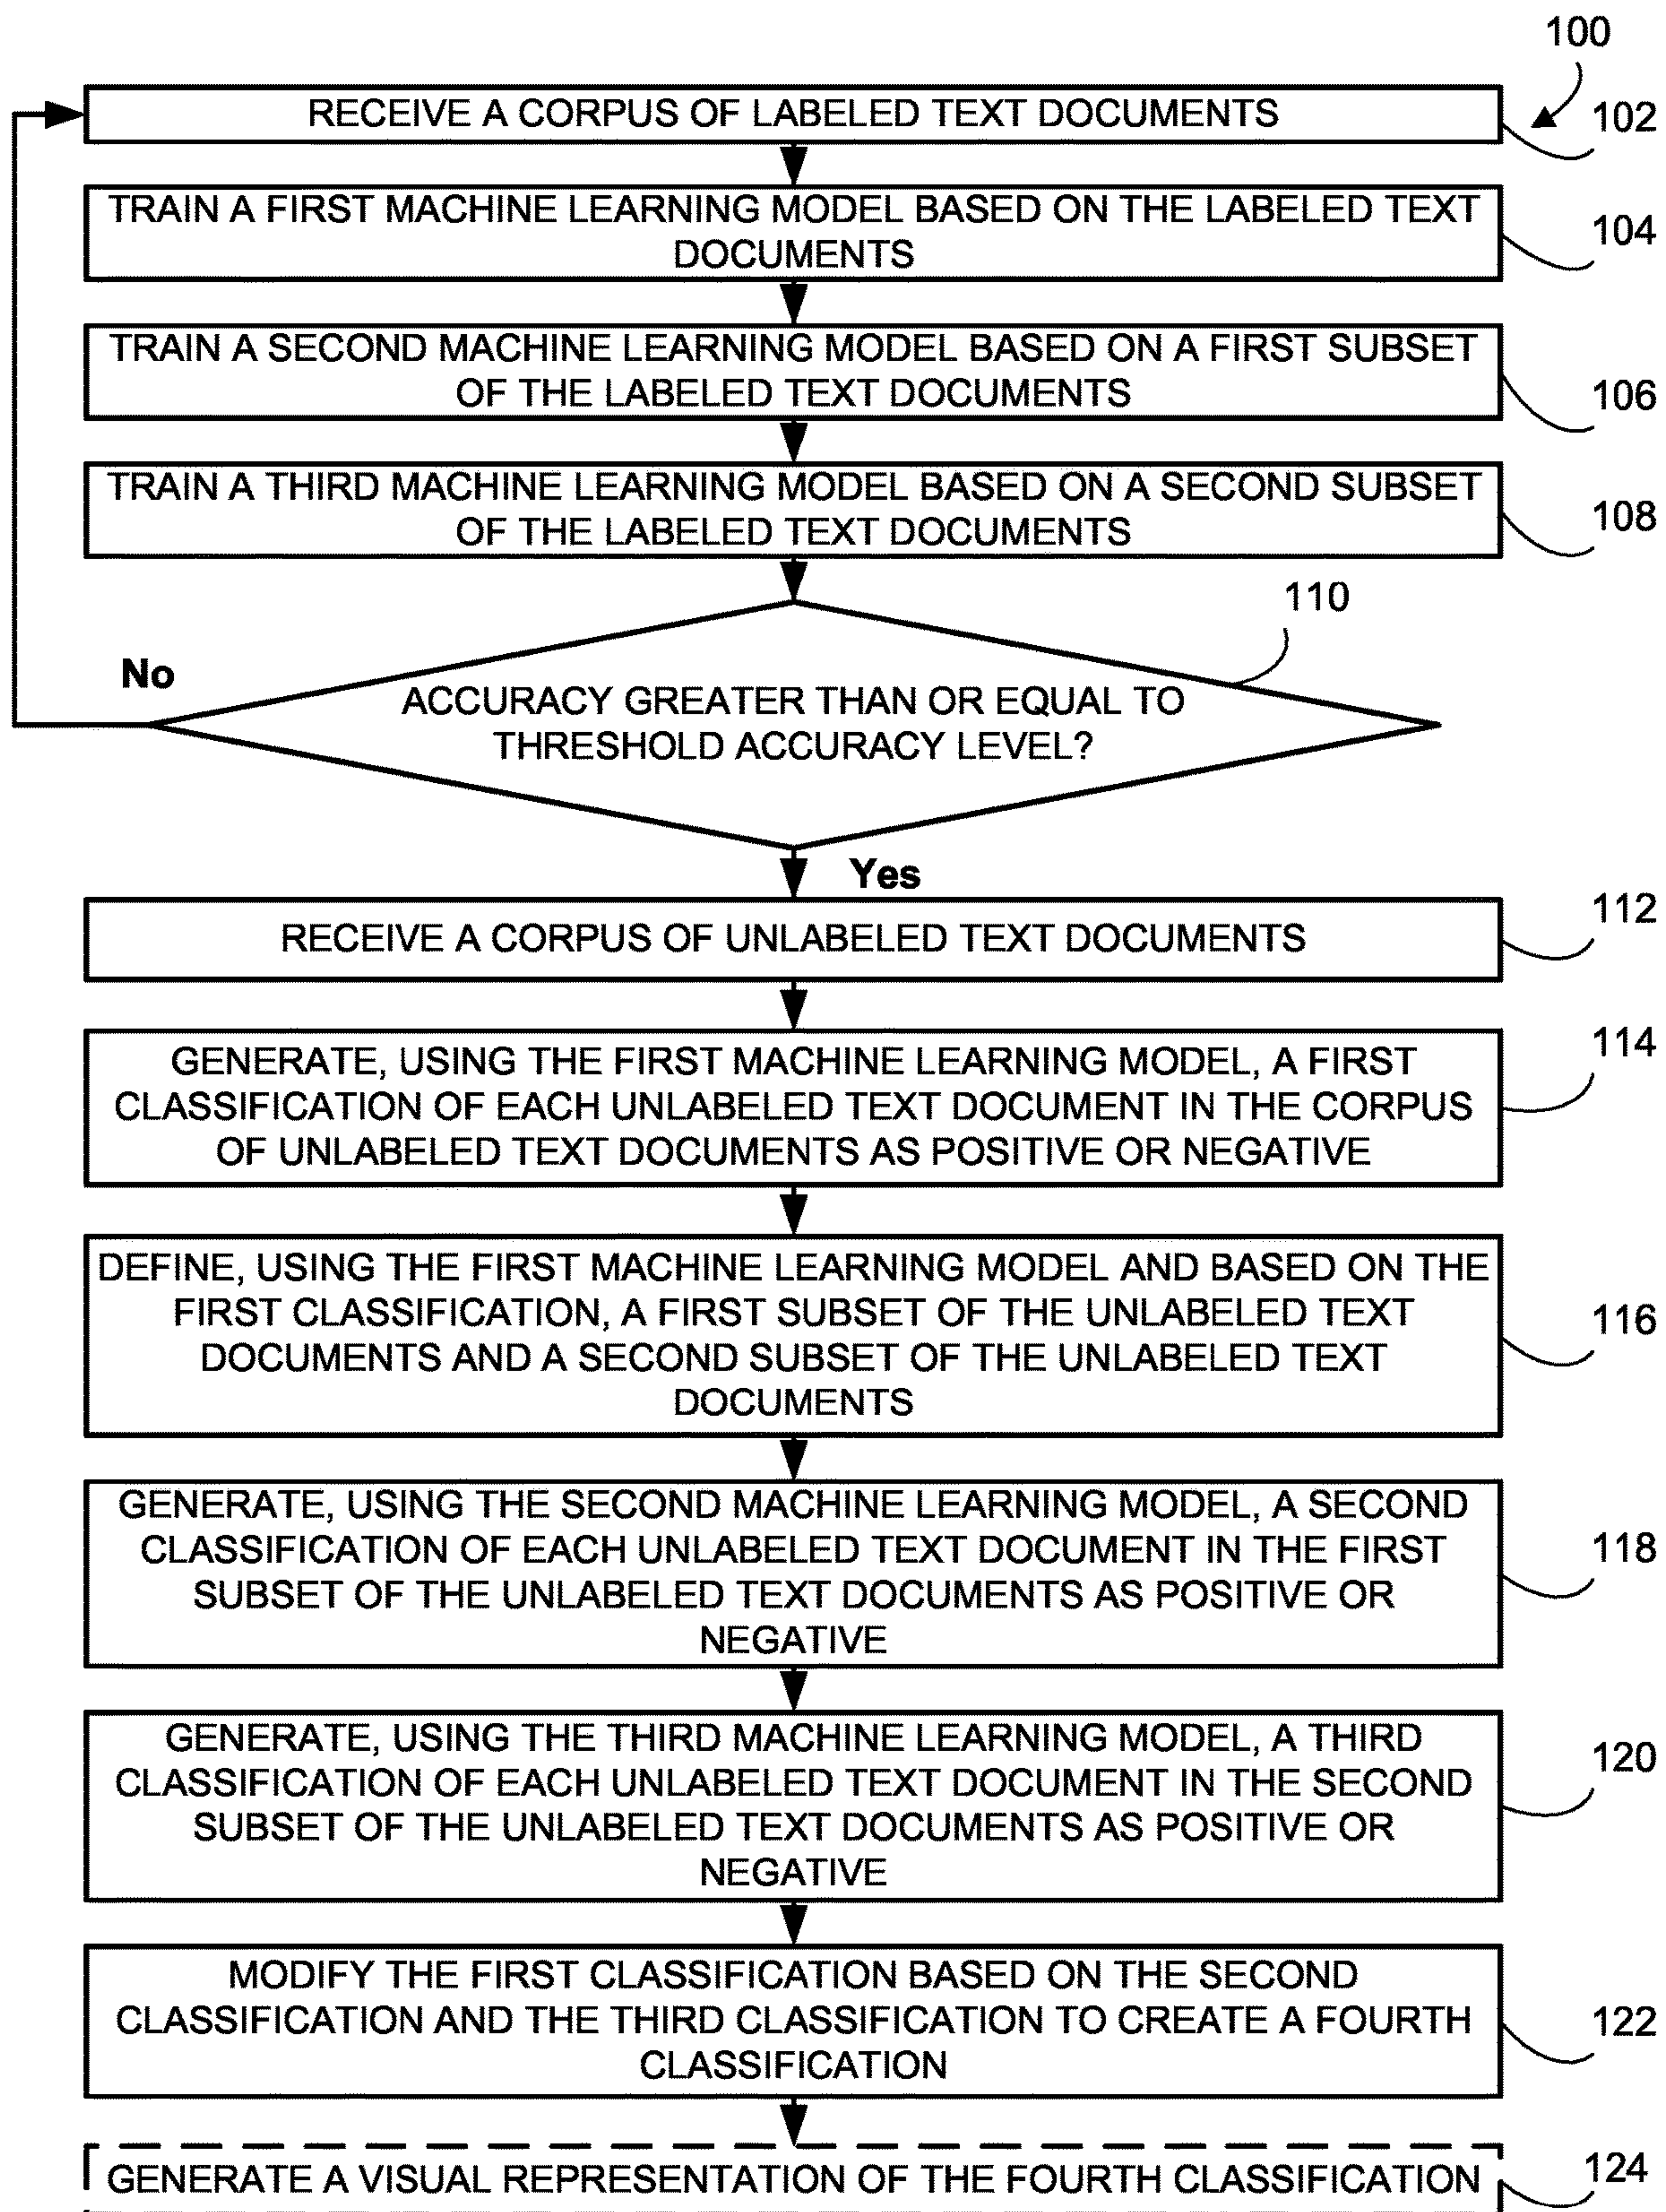 100
RECEIVE A CORPUS OF LABELED TEXT DOCUMENTS
102
TRAIN A FIRST MACHINE LEARNING MODEL BASED ON THE LABELED TEXT
DOCUMENTS
104
TRAIN A SECOND MACHINE LEARNING MODEL BASED ON A FIRST SUBSET
OF THE LABELED TEXT DOCUMENTS
106
TRAIN A THIRD MACHINE LEARNING MODEL BASED ON A SECOND SUBSET
OF THE LABELED TEXT DOCUMENTS
108
110
No
ACCURACY GREATER THAN OR EQUAL TO
THRESHOLD ACCURACY LEVEL?
Yes
RECEIVE A CORPUS OF UNLABELED TEXT DOCUMENTS
112
GENERATE, USING THE FIRST MACHINE LEARNING MODEL, A FIRST
CLASSIFICATION OF EACH UNLABELED TEXT DOCUMENT IN THE CORPUS
OF UNLABELED TEXT DOCUMENTS AS POSITIVE OR NEGATIVE
114
DEFINE, USING THE FIRST MACHINE LEARNING MODEL AND BASED ON THE
FIRST CLASSIFICATION, A FIRST SUBSET OF THE UNLABELED TEXT
DOCUMENTS AND A SECOND SUBSET OF THE UNLABELED TEXT
DOCUMENTS
116
GENERATE, USING THE SECOND MACHINE LEARNING MODEL, A SECOND
CLASSIFICATION OF EACH UNLABELED TEXT DOCUMENT IN THE FIRST
SUBSET OF THE UNLABELED TEXT DOCUMENTS AS POSITIVE OR
NEGATIVE
118
GENERATE, USING THE THIRD MACHINE LEARNING MODEL, A THIRD
CLASSIFICATION OF EACH UNLABELED TEXT DOCUMENT IN THE SECOND
SUBSET OF THE UNLABELED TEXT DOCUMENTS AS POSITIVE OR
NEGATIVE
120
MODIFY THE FIRST CLASSIFICATION BASED ON THE SECOND
CLASSIFICATION AND THE THIRD CLASSIFICATION TO CREATE A FOURTH
CLASSIFICATION
122
GENERATE A VISUAL REPRESENTATION OF THE FOURTH CLASSIFICATION
124